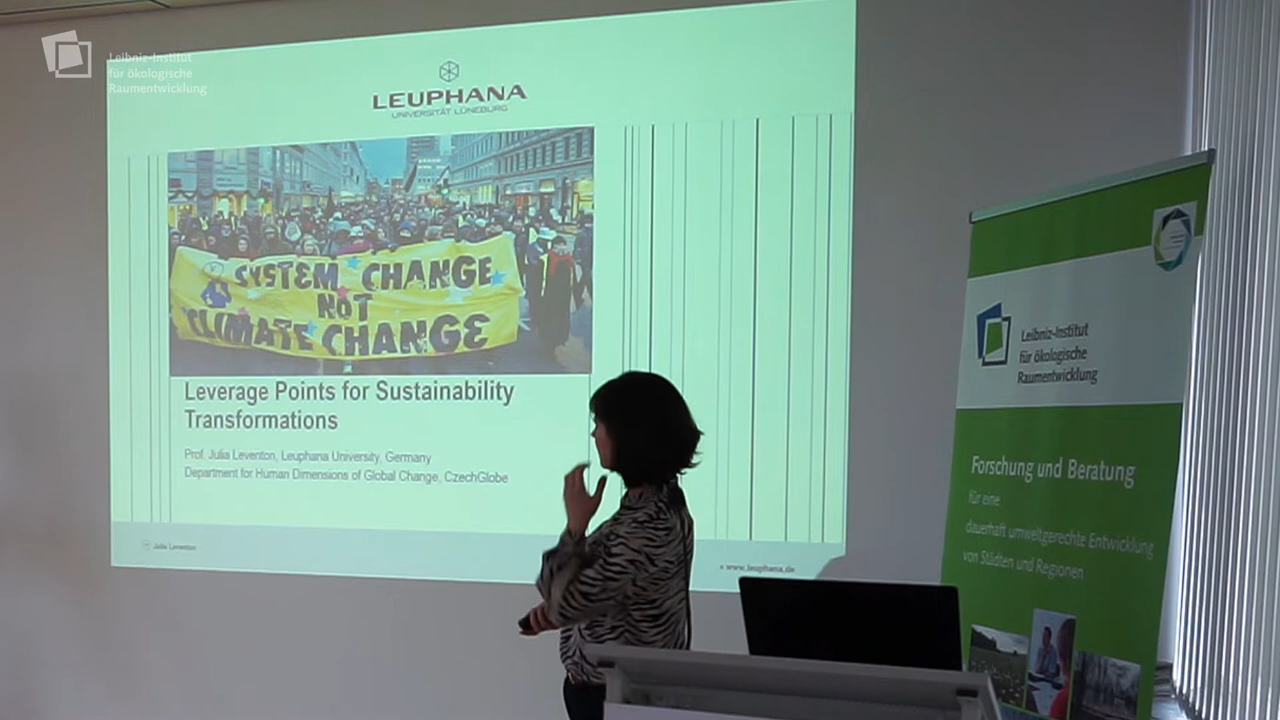 Leibniz-Institut
für ökologische
Raumentwicklung
LEUPHANA
UNIVERSITÄT LÜNEBURG
SYSTEM CHANGE
NOT
CLIMATE CHANGE
Leverage Points for Sustainability
Transformations
Prof. Julia Leventon, Leuphana University, Germany
Department for Human Dimensions of Global Change, CzechGlobe
Julia Leventon
www.leuphana.de
Leibniz-Institut
für ökologische
Raumentwicklung
Forschung und Beratung
für eine
dauerhaft umweltgerechte Entwicklung
von Städten und Regionen